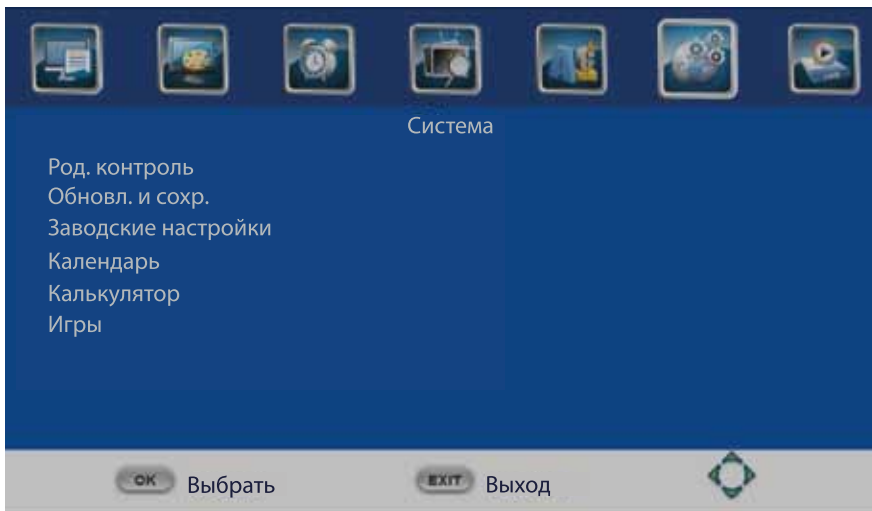 Система
Род. контроль
Обновл. и сохр.
Заводские настройки
Календарь
Калькулятор
Игры
OK Выбрать EXIT Выход